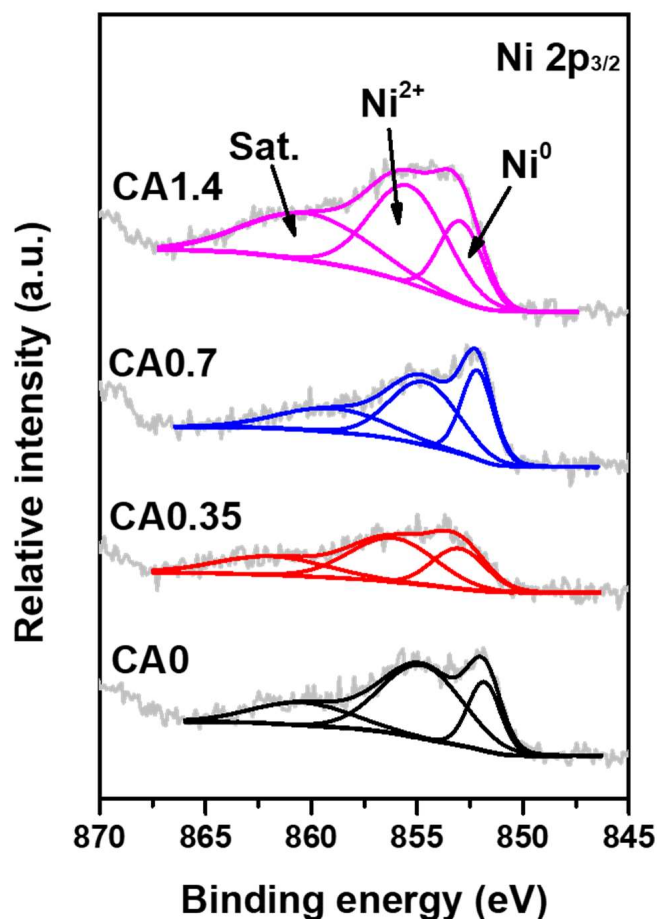 Ni 2p3/2
Ni2+
Sat.
Ni0
CA1.4
CA0.7
CA0.35
CA0
Relative intensity (a.u.)
870 865 860 855 850 845
Binding energy (eV)